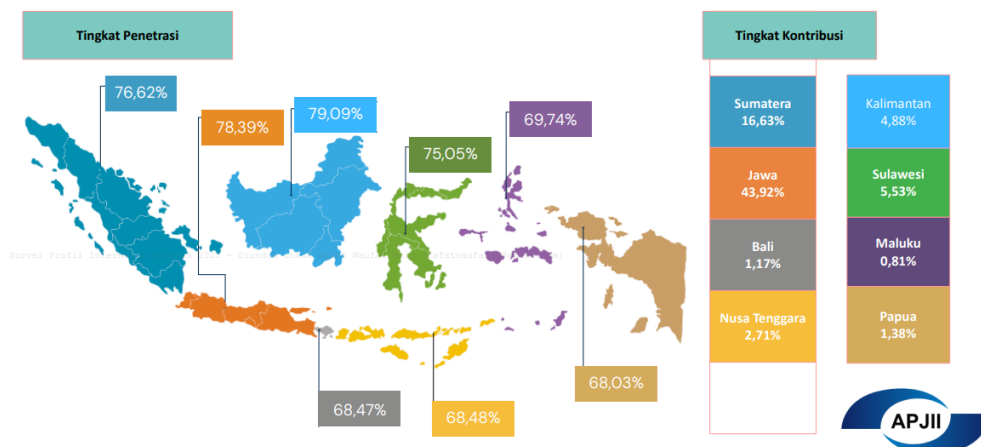 Tingkat Penetrasi
Tingkat Kontribusi
76,62%
78,39%
79,09%
75,05%
69,74%
68,47%
68,48%
68,03%
Sumatera
16,63%
Kalimantan
4,88%
Jawa
43,92%
Sulawesi
5,53%
Bali
1,17%
Maluku
0,81%
Nusa Tenggara
2,71%
Papua
1,38%
Survei Profil
APJII